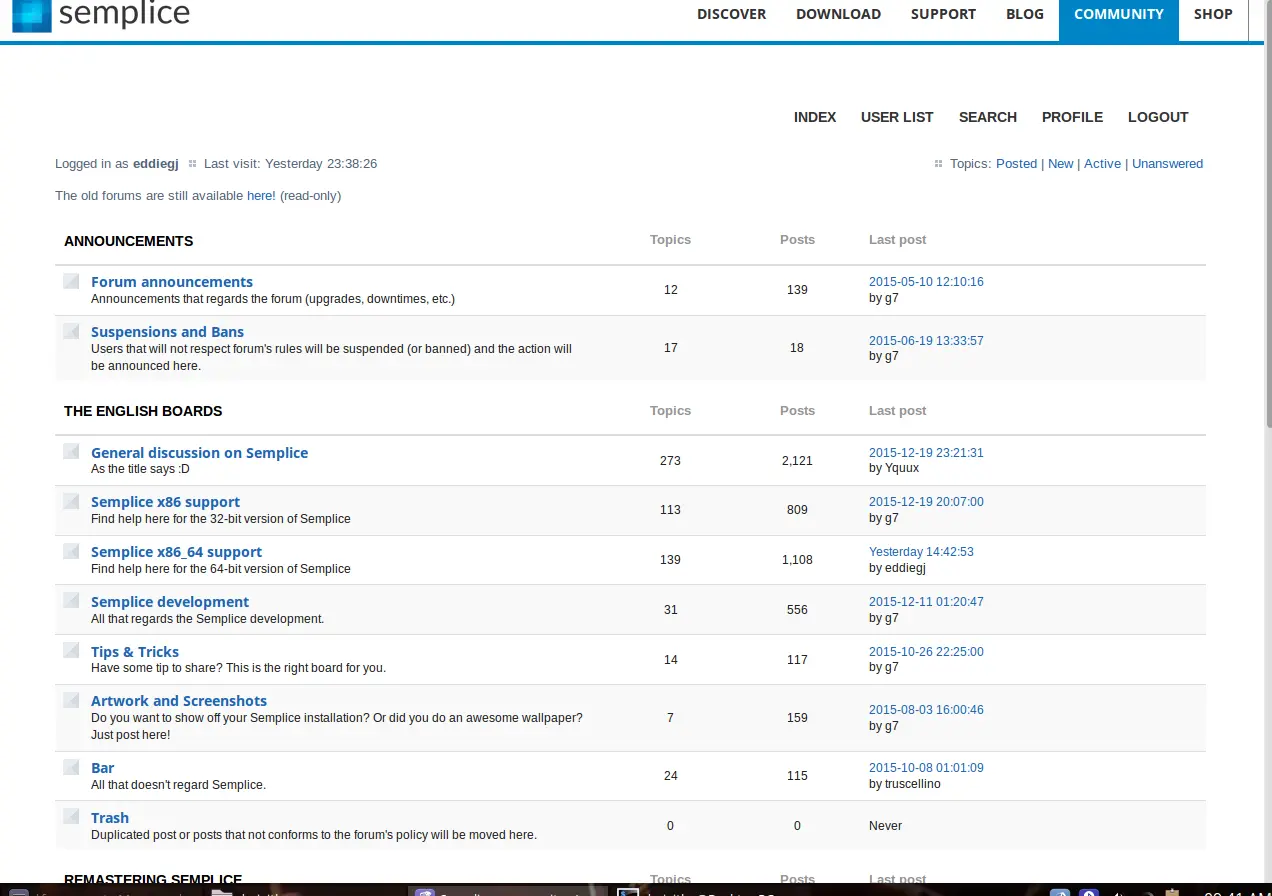 semplice
DISCOVER DOWNLOAD SUPPORT BLOG COMMUNITY SHOP
INDEX USER LIST SEARCH PROFILE LOGOUT
Logged in as eddiegj Last visit: Yesterday 23:38:26 Topics: Posted | New | Active | Unanswered
The old forums are still available here! (read-only)
ANNOUNCEMENTS Topics Posts Last post
Forum announcements
Announcements that regards the forum (upgrades, downtimes, etc.)
12 139 2015-05-10 12:10:16
by g7
Suspensions and Bans
Users that will not respect forum's rules will be suspended (or banned) and the action will
be announced here.
17 18 2015-06-19 13:33:57
by g7
THE ENGLISH BOARDS Topics Posts Last post
General discussion on Semplice
As the title says :D
273 2,121 2015-12-19 23:21:31
by Yquux
Semplice x86 support
Find help here for the 32-bit version of Semplice
113 809 2015-12-19 20:07:00
by g7
Semplice x86_64 support
Find help here for the 64-bit version of Semplice
139 1,108 Yesterday 14:42:53
by eddiegj
Semplice development
All that regards the Semplice development.
31 556 2015-12-11 01:20:47
by g7
Tips & Tricks
Have some tip to share? This is the right board for you.
14 117 2015-10-26 22:25:00
by g7
Artwork and Screenshots
Do you want to show off your Semplice installation? Or did you do an awesome wallpaper?
Just post here!
7 159 2015-08-03 16:00:46
by g7
Bar
All that doesn't regard Semplice.
24 115 2015-10-08 01:01:09
by truscellino
Trash
Duplicated post or posts that not conforms to the forum's policy will be moved here.
0 0 Never
REMASTERING SEMPLICE Topics Posts Last post